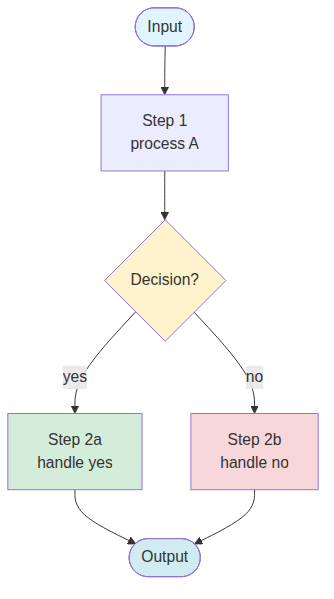 Input
Step 1
process A
Decision?
yes
no
Step 2a
handle yes
Step 2b
handle no
Output